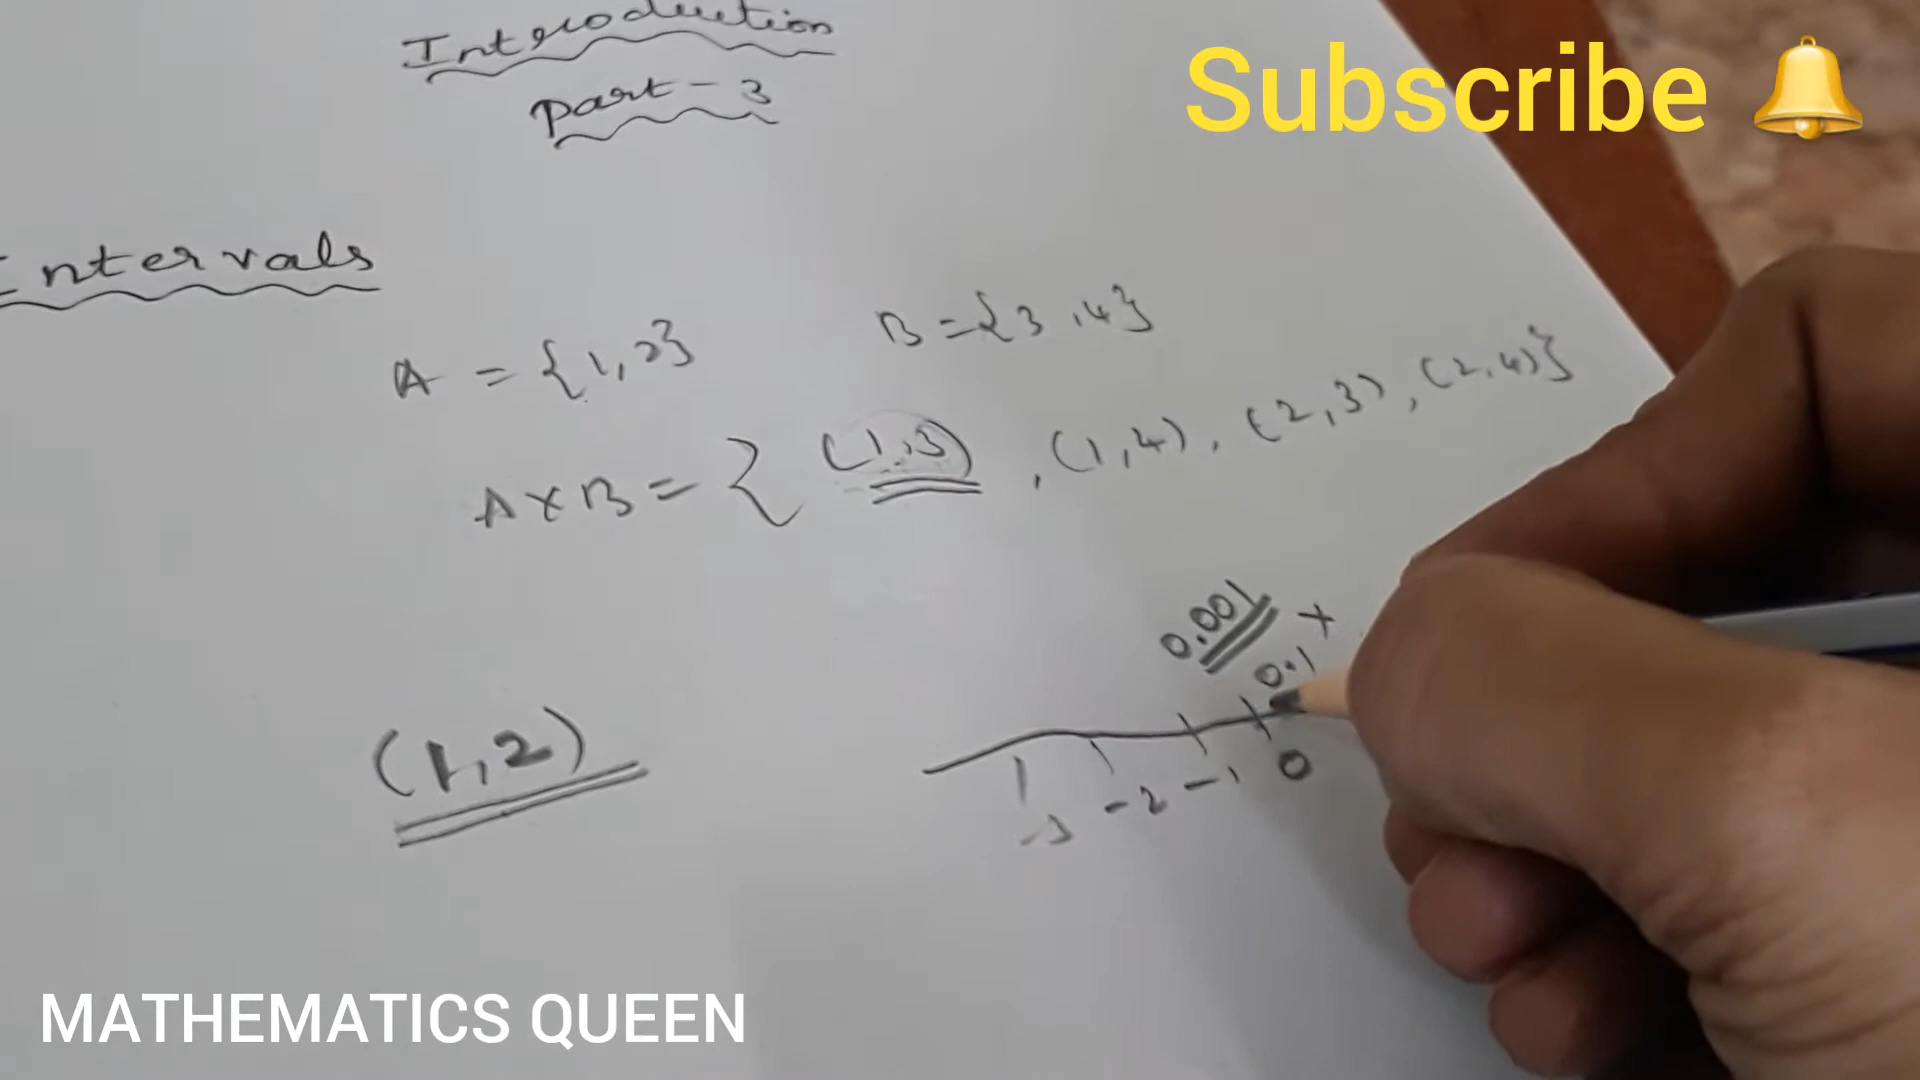 Introduction
Subscribe 🔔
Part - 3
Intervals
A = {1,2} B = {3,4}
A×B = { (1,3) , (1,4) , (2,3) , (2,4)}
0.001 ×
0.1
(1,2)
-3 -2 -1 0
MATHEMATICS QUEEN